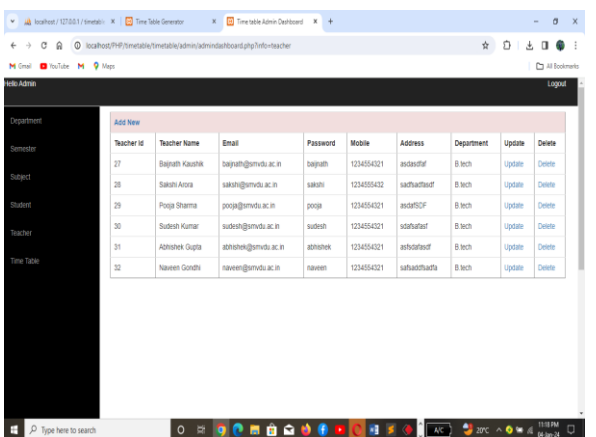 localhost / 127.0.0.1 / timetabl
Time Table Generator
Time table Admin Dashboard
localhost/PHP/timetable/timetable/admin/admindashboard.php?info=teacher
Gmail YouTube Maps All Bookmarks
Hello Admin Logout
Department
Semester
Subject
Student
Teacher
Time Table
Add New
Teacher Id Teacher Name Email Password Mobile Address Department Update Delete
27 Baijnath Kaushik baijnath@smvdu.ac.in baijnath 1234554321 asdasdfaf B.tech Update Delete
28 Sakshi Arora sakshi@smvdu.ac.in sakshi 1234555432 sadfsadfasdf B.tech Update Delete
29 Pooja Sharma pooja@smvdu.ac.in pooja 1234554321 asdafSDF B.tech Update Delete
30 Sudesh Kumar sudesh@smvdu.ac.in sudesh 1234554321 sdafsafasf B.tech Update Delete
31 Abhishek Gupta abhishek@smvdu.ac.in abhishek 1234554321 asfsdafasdf B.tech Update Delete
32 Naveen Gondhi naveen@smvdu.ac.in naveen 1234554321 safsaddfsadfa B.tech Update Delete
Type here to search A/C 20°C 11:18 PM
04-Jan-24